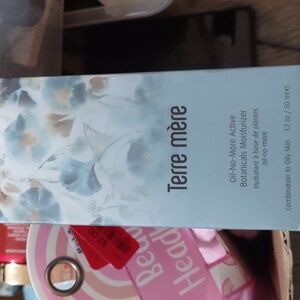 Terre mère
Oil-No-More Active
Botanicals Moisturizer
Hydratant à base de plantes
oil-no-more
Combination to Oily Skin 1.7 oz / 50 ml e